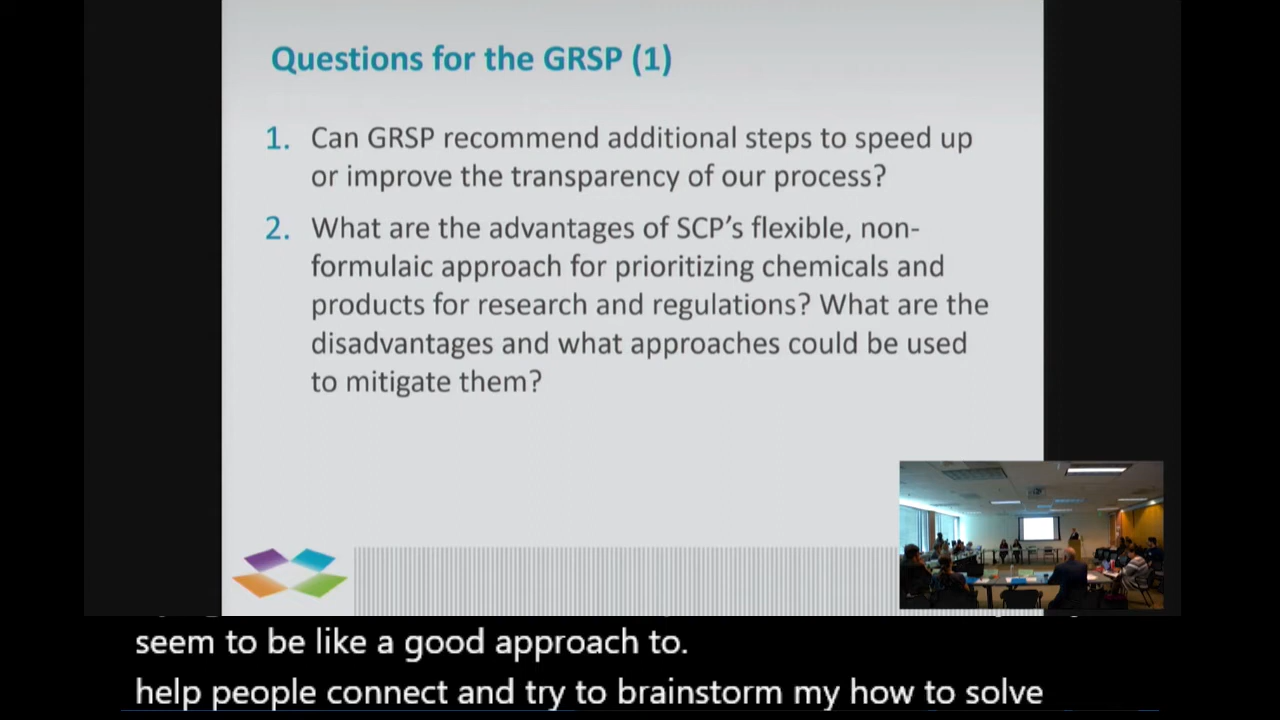 Questions for the GRSP (1)
1. Can GRSP recommend additional steps to speed up
or improve the transparency of our process?
2. What are the advantages of SCP's flexible, non-
formulaic approach for prioritizing chemicals and
products for research and regulations? What are the
disadvantages and what approaches could be used
to mitigate them?
seem to be like a good approach to.
help people connect and try to brainstorm my how to solve